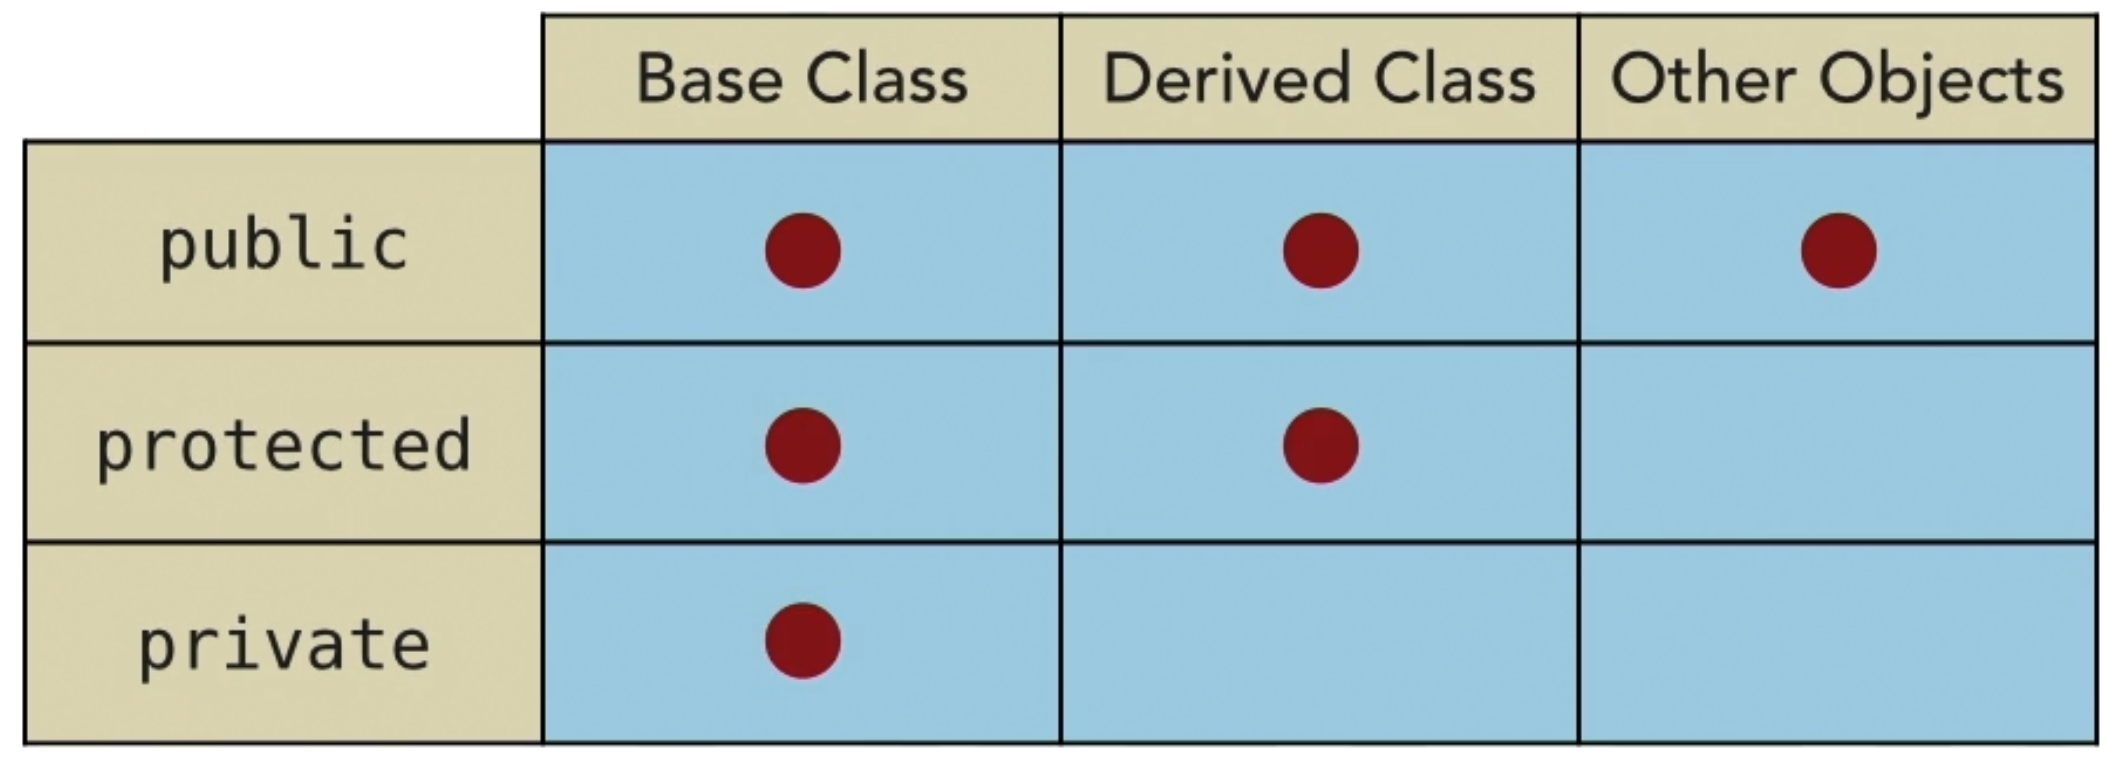 Base Class Derived Class Other Objects
public
protected
private